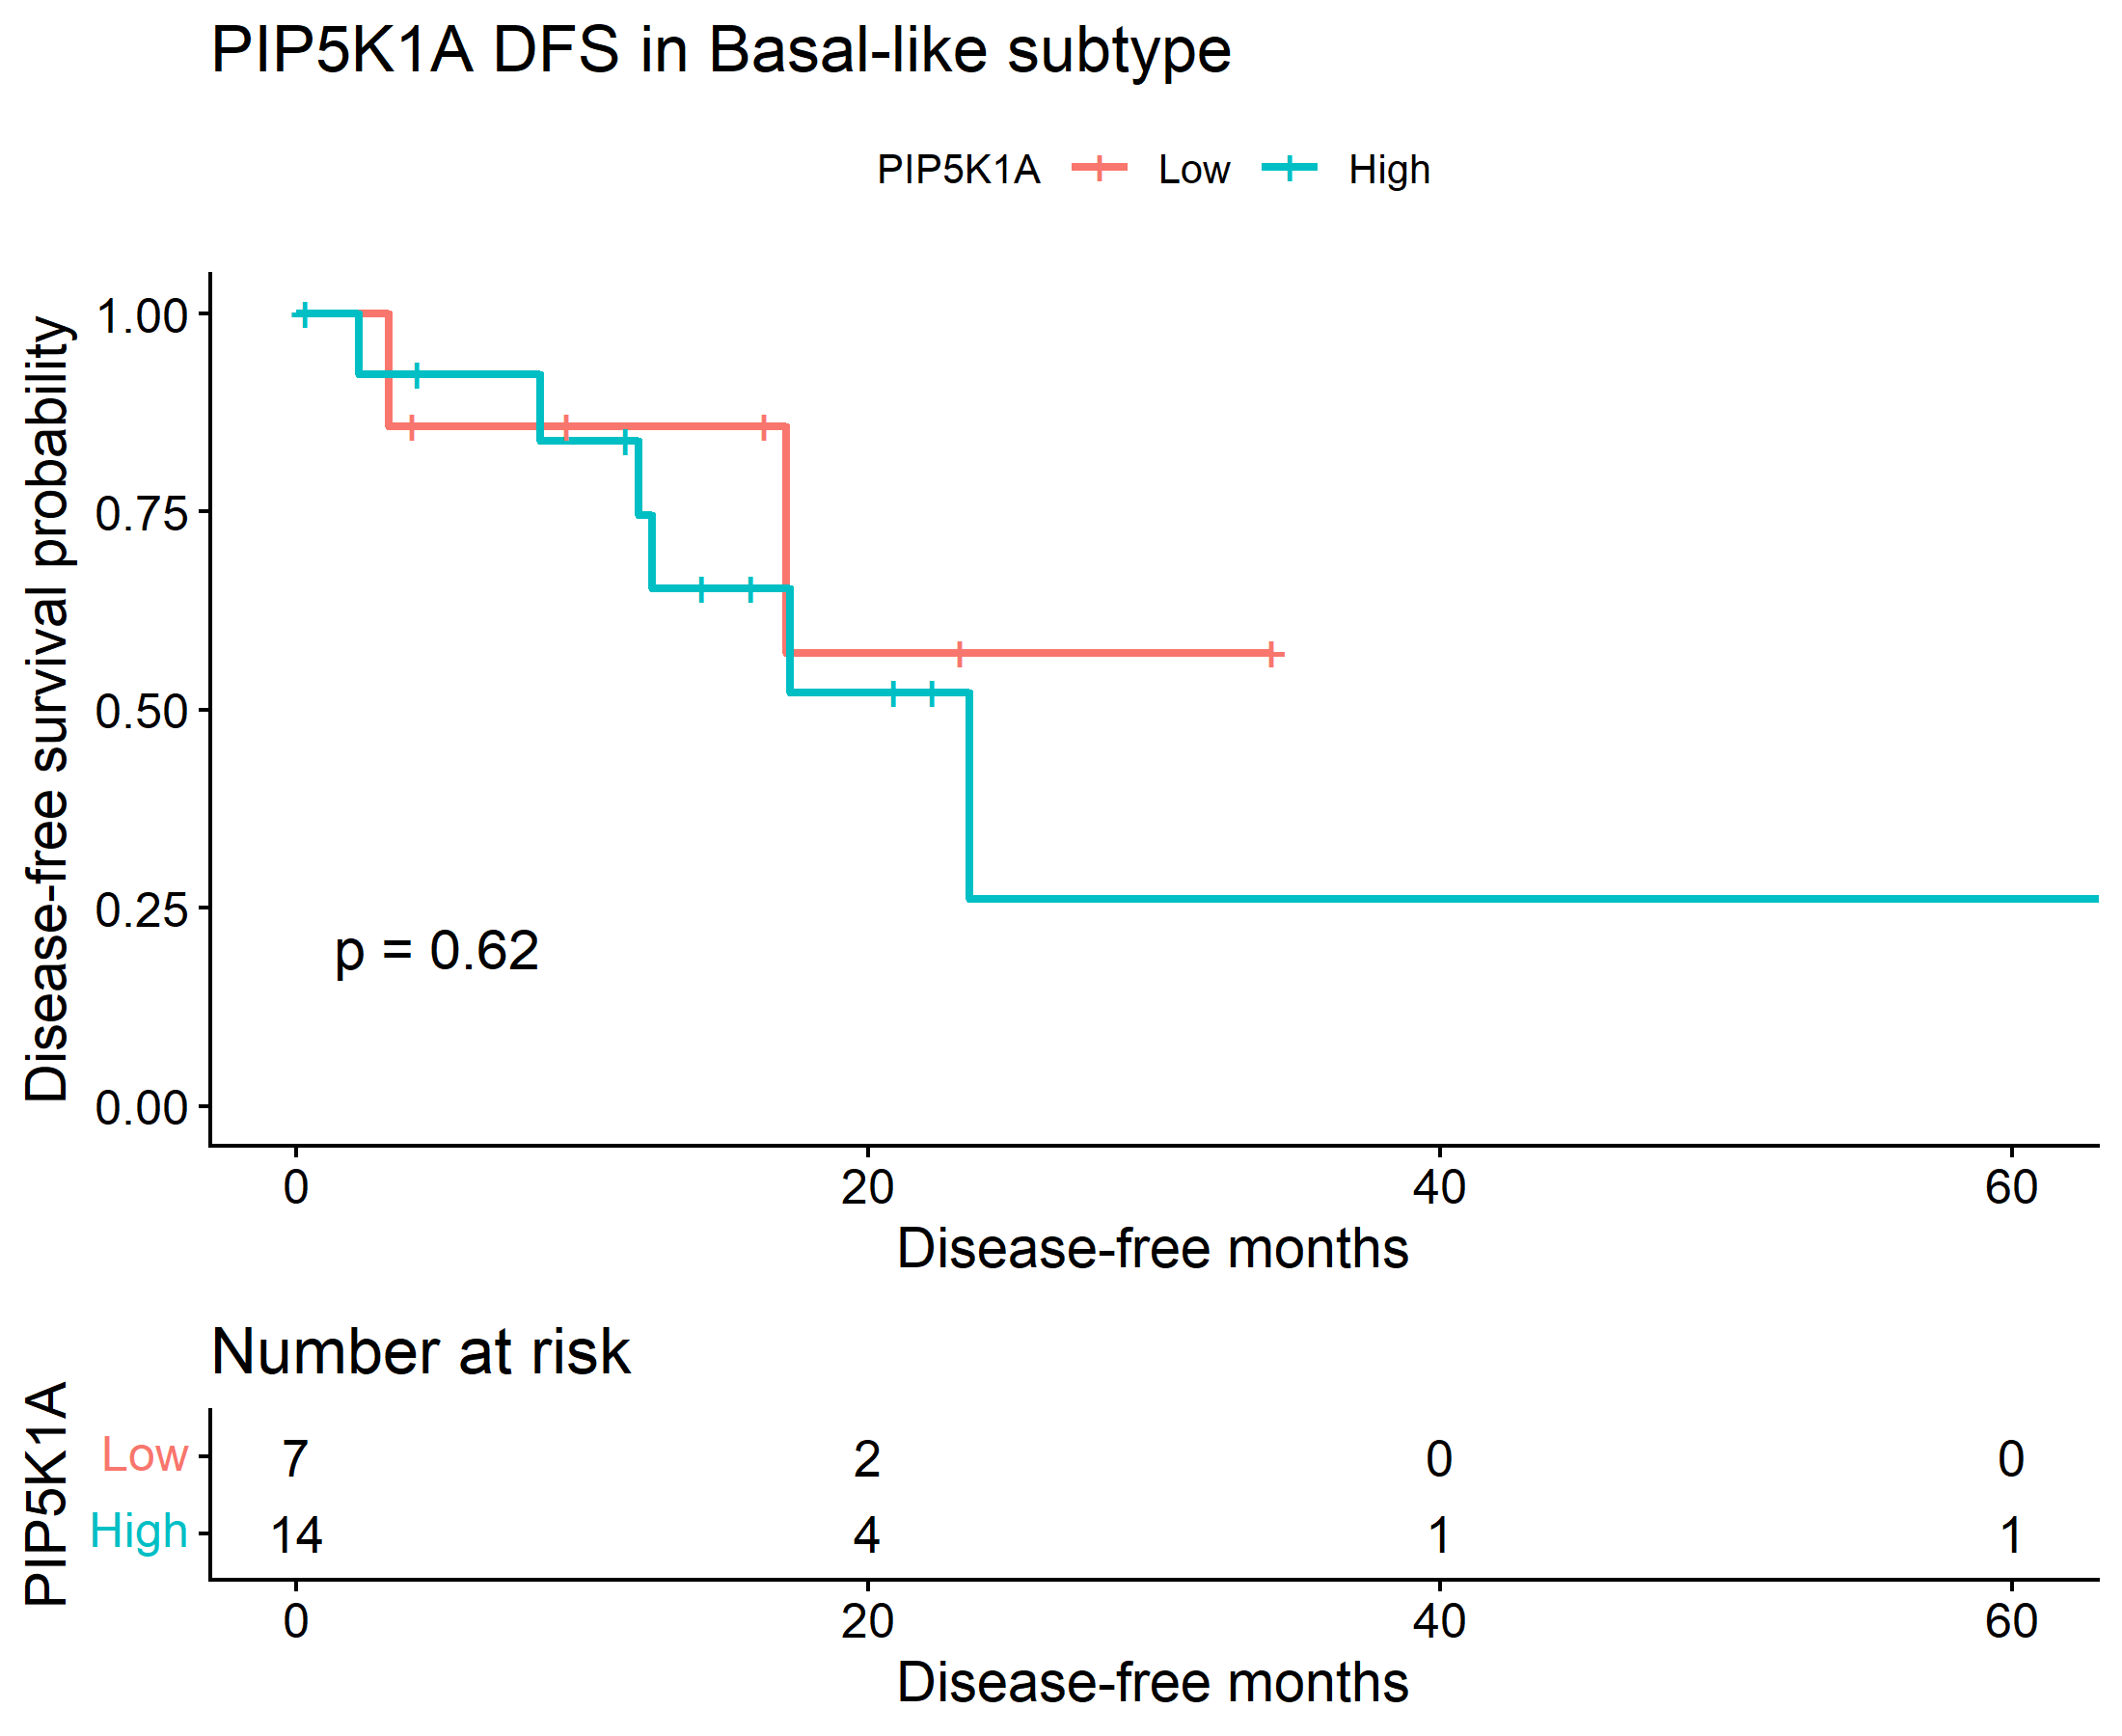 PIP5K1A DFS in Basal-like subtype
PIP5K1A Low High
Disease-free survival probability
1.00
0.75
0.50
0.25
0.00
p = 0.62
0 20 40 60
Disease-free months
Number at risk
PIP5K1A
Low 7 2 0 0
High 14 4 1 1
0 20 40 60
Disease-free months